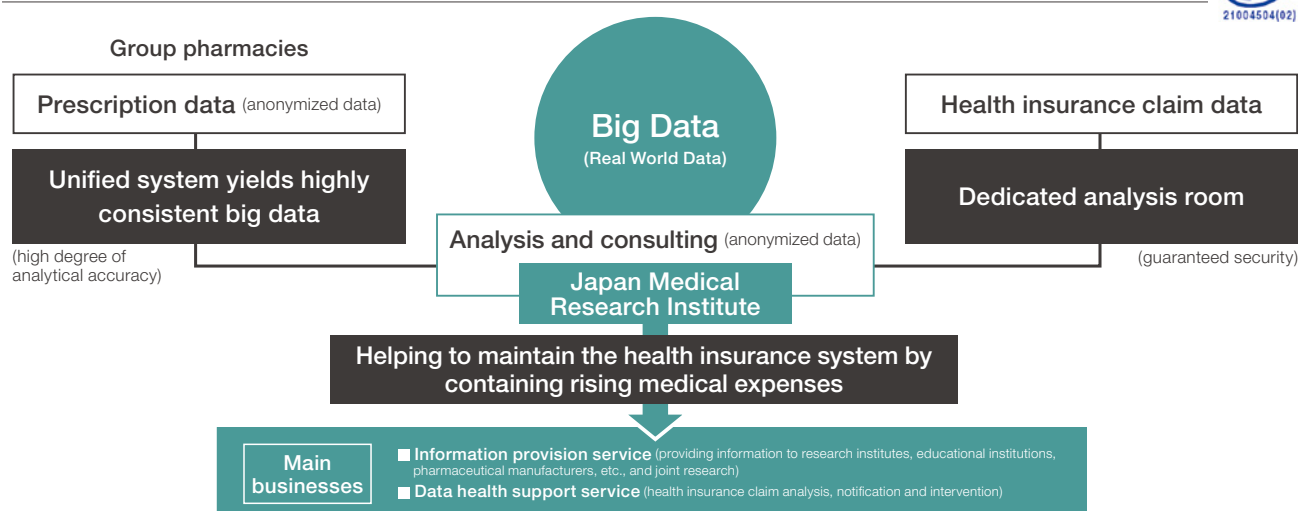 21004504(02)
Group pharmacies
Prescription data (anonymized data)
Unified system yields highly
consistent big data
(high degree of
analytical accuracy)
Big Data
(Real World Data)
Analysis and consulting (anonymized data)
Japan Medical
Research Institute
Health insurance claim data
Dedicated analysis room
(guaranteed security)
Helping to maintain the health insurance system by
containing rising medical expenses
Main
businesses
■ Information provision service (providing information to research institutes, educational institutions,
pharmaceutical manufacturers, etc., and joint research)
■ Data health support service (health insurance claim analysis, notification and intervention)